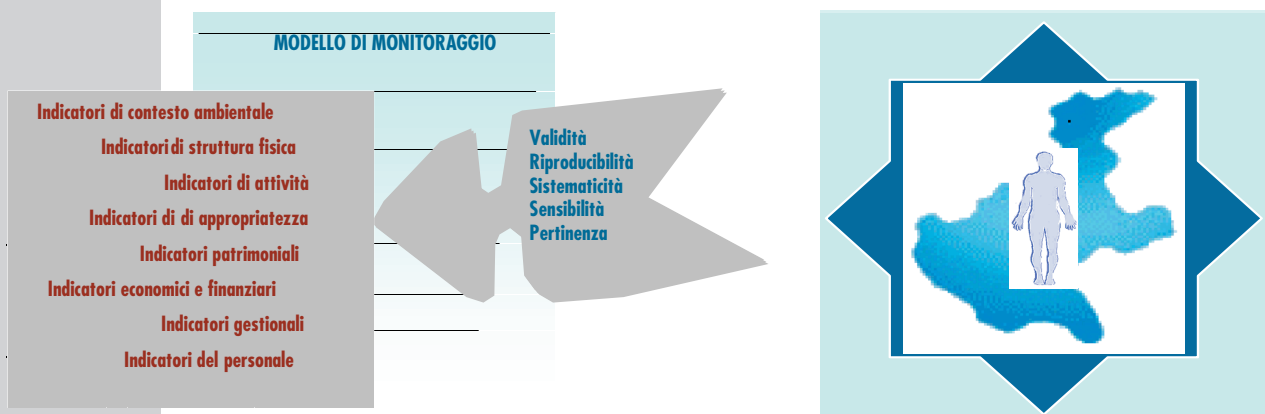 MODELLO DI MONITORAGGIO
Indicatori di contesto ambientale
Indicatori di struttura fisica
Indicatori di attività
Indicatori di di appropriatezza
Indicatori patrimoniali
Indicatori economici e finanziari
Indicatori gestionali
Indicatori del personale
Validità
Riproducibilità
Sistematicità
Sensibilità
Pertinenza